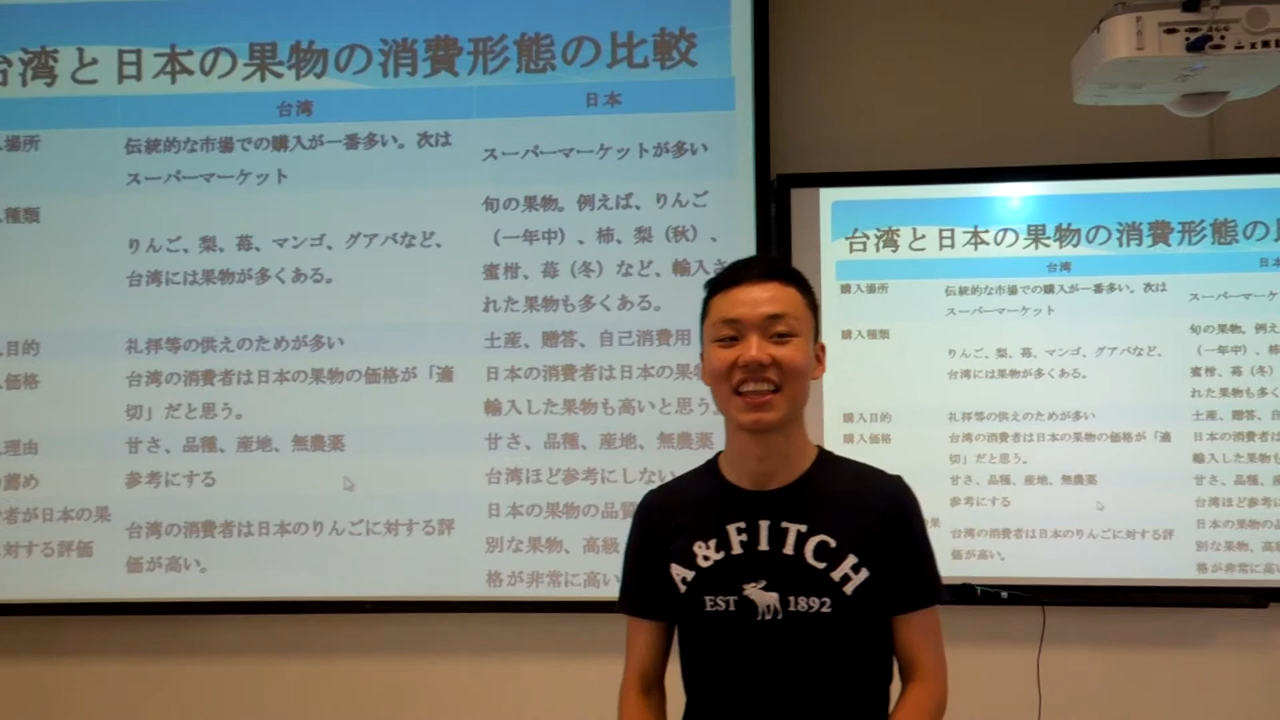 台湾と日本の果物の消費形態の比較
台湾 日本
場所 伝統的な市場での購入が一番多い。次は
スーパーマーケット
スーパーマーケットが多い
種類 りんご、梨、苺、マンゴ、グアバなど、
台湾には果物が多くある。
旬の果物。例えば、りんご
（一年中）、柿、梨（秋）、
蜜柑、苺（冬）など、輸入さ
れた果物も多くある。
目的 礼拝等の供えのためが多い 土産、贈答、自己消費用
価格 台湾の消費者は日本の果物の価格が「適
切」だと思う。
日本の消費者は日本の果物
輸入した果物も高いと思う。
理由 甘さ、品種、産地、無農薬 甘さ、品種、産地、無農薬
薦め 参考にする 台湾ほど参考にしない
者が日本の果
対する評価
台湾の消費者は日本のりんごに対する評
価が高い。
日本の果物の品質
別な果物、高級
格が非常に高い
台湾と日本の果物の消費形態の
台湾 日本
購入場所 伝統的な市場での購入が一番多い。次は
スーパーマーケット
スーパーマーケ
購入種類 りんご、梨、苺、マンゴ、グアバなど、
台湾には果物が多くある。
旬の果物。例え
（一年中）、柿
蜜柑、苺（冬）
れた果物も多く
購入目的 礼拝等の供えのためが多い 土産、贈答、
購入価格 台湾の消費者は日本の果物の価格が「適
切」だと思う。
日本の消費者は
輸入した果物も
甘さ、品種、産地、無農薬 甘さ、品種、
参考にする 台湾ほど参考に
果
台湾の消費者は日本のりんごに対する評
価が高い。
日本の果物の
別な果物、高
格が非常に高い
A&FITCH
EST 1892